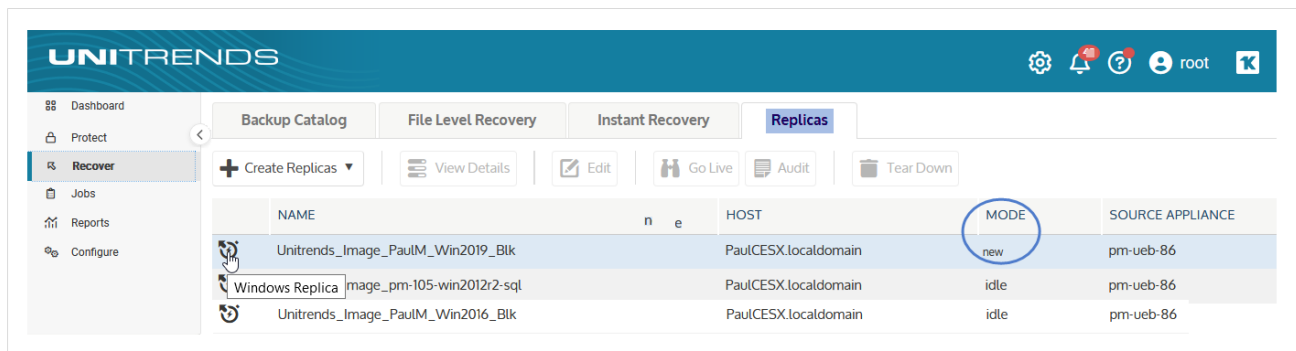 UNITRENDS
40
?
root
K
Dashboard
Protect
Recover
Jobs
Reports
Configure
Backup Catalog File Level Recovery Instant Recovery Replicas
Create Replicas View Details Edit Go Live Audit Tear Down
NAME n e HOST MODE SOURCE APPLIANCE
Unitrends_Image_PaulM_Win2019_Blk PaulCESX.localdomain new pm-ueb-86
Windows Replica mage_pm-105-win2012r2-sql PaulCESX.localdomain idle pm-ueb-86
Unitrends_Image_PaulM_Win2016_Blk PaulCESX.localdomain idle pm-ueb-86